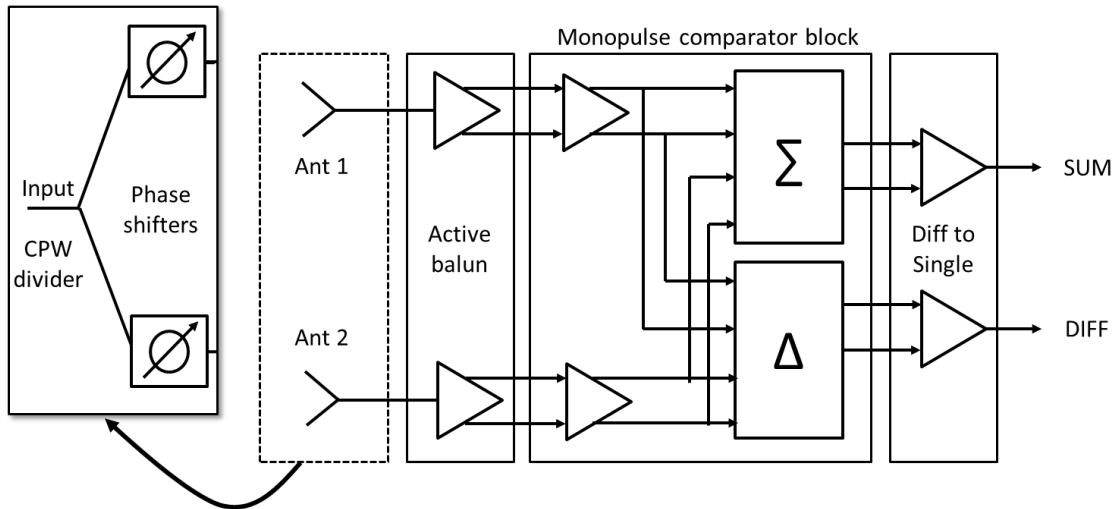 Monopulse comparator block
Input
CPW
divider
Phase
shifters
Ant 1
Ant 2
Active
balun
Σ
Δ
Diff to
Single
SUM
DIFF